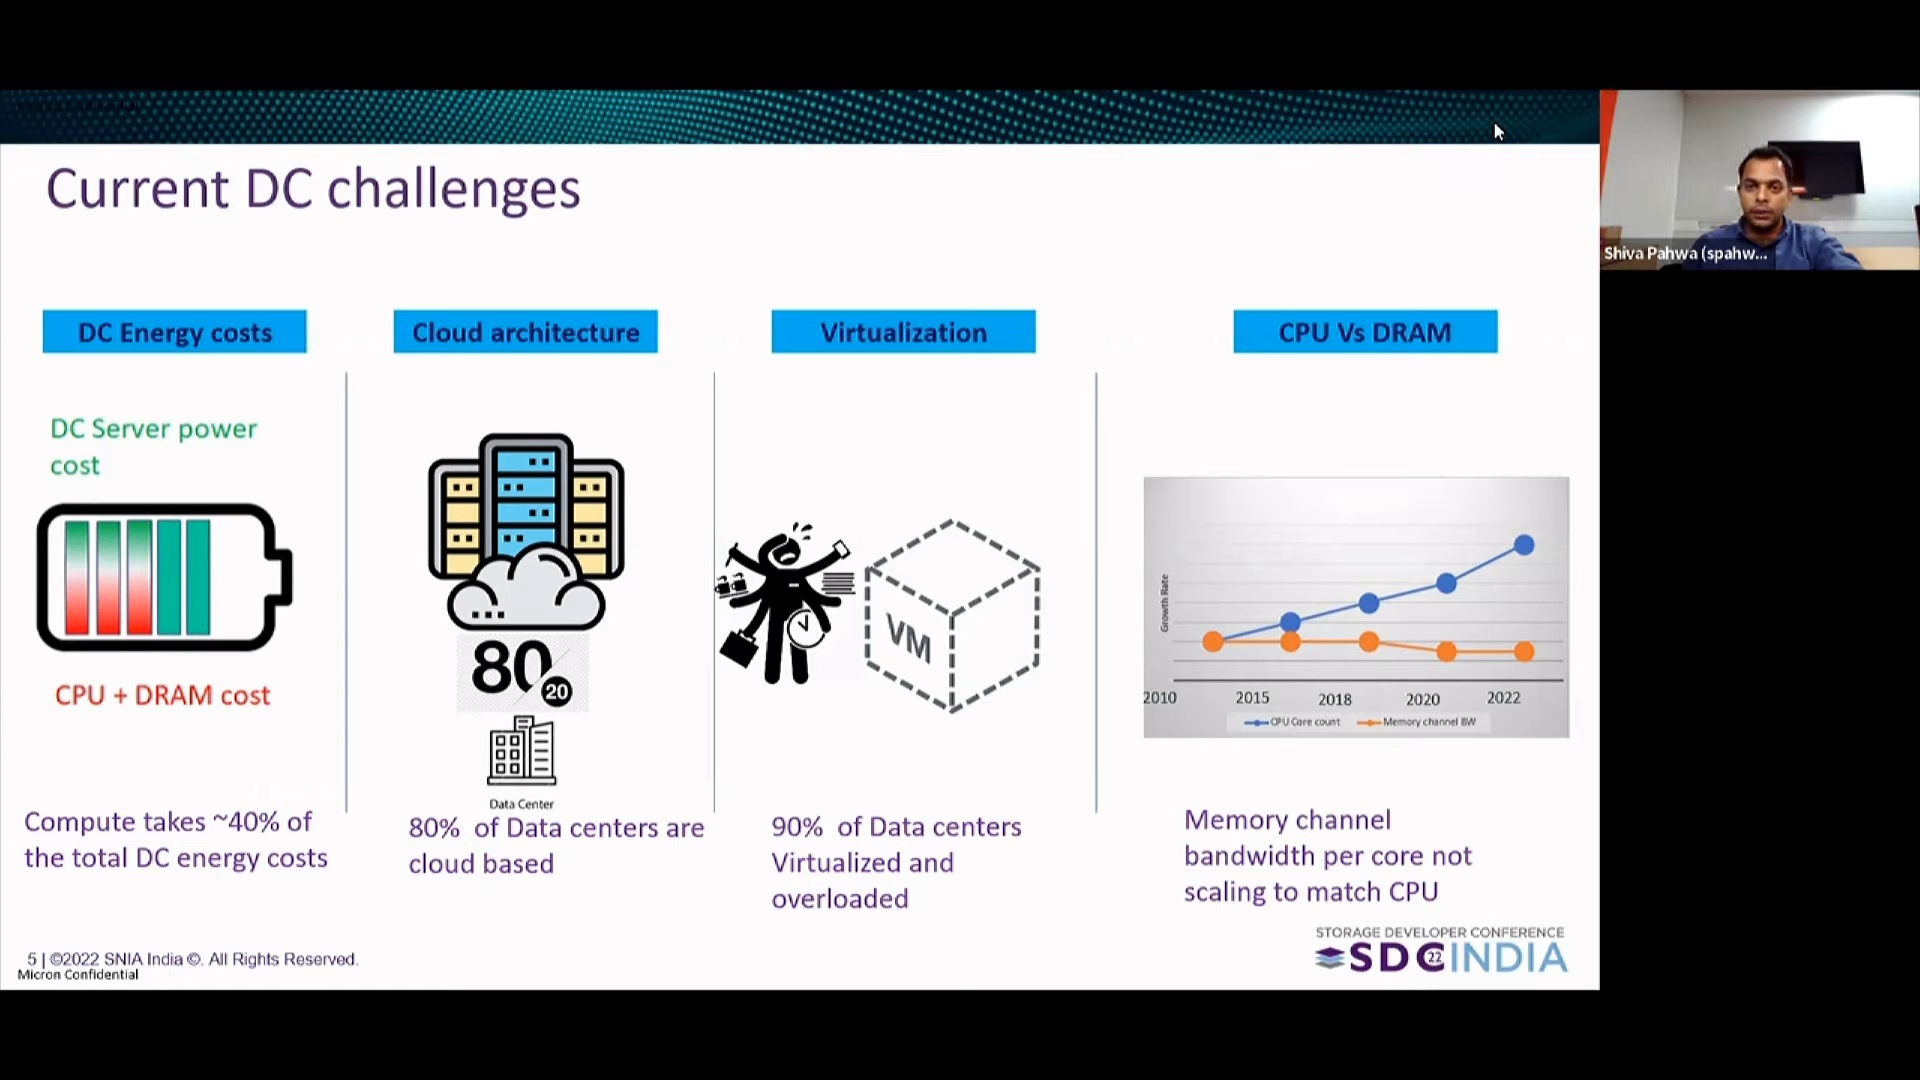 Current DC challenges
DC Energy costs
DC Server power
cost
CPU + DRAM cost
Compute takes ~40% of
the total DC energy costs
Cloud architecture
80 20
Data Center
80% of Data centers are
cloud based
Virtualization
VM
90% of Data centers
Virtualized and
overloaded
CPU Vs DRAM
Growth Rate
2010 2015 2018 2020 2022
CPU Core count Memory channel BW
Memory channel
bandwidth per core not
scaling to match CPU
5 | ©2022 SNIA India ©. All Rights Reserved.
Micron Confidential
STORAGE DEVELOPER CONFERENCE
SDC 22 INDIA
Shiva Pahwa (spahw...